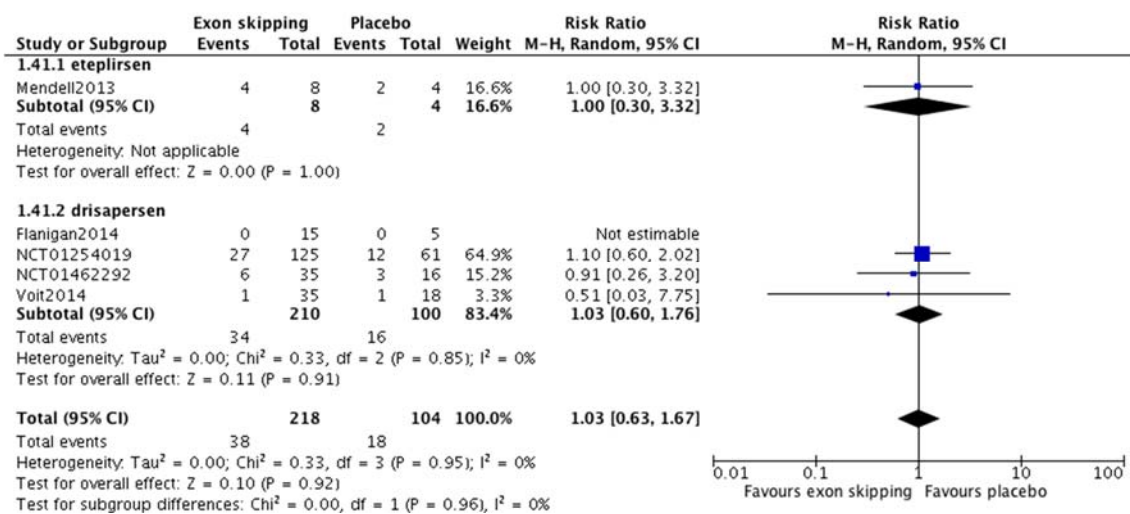 Exon skipping Placebo Risk Ratio Risk Ratio
Study or Subgroup Events Total Events Total Weight M-H, Random, 95% CI M-H, Random, 95% CI
1.41.1 eteplirsen
Mendell2013 4 8 2 4 16.6% 1.00 [0.30, 3.32]
Subtotal (95% CI) 8 4 16.6% 1.00 [0.30, 3.32]
Total events 4 2
Heterogeneity: Not applicable
Test for overall effect: Z = 0.00 (P = 1.00)
1.41.2 drisapersen
Flanigan2014 0 15 0 5 Not estimable
NCT01254019 27 125 12 61 64.9% 1.10 [0.60, 2.02]
NCT01462292 6 35 3 16 15.2% 0.91 [0.26, 3.20]
Voit2014 1 35 1 18 3.3% 0.51 [0.03, 7.75]
Subtotal (95% CI) 210 100 83.4% 1.03 [0.60, 1.76]
Total events 34 16
Heterogeneity: Tau² = 0.00; Chi² = 0.33, df = 2 (P = 0.85); I² = 0%
Test for overall effect: Z = 0.11 (P = 0.91)
Total (95% CI) 218 104 100.0% 1.03 [0.63, 1.67]
Total events 38 18
Heterogeneity: Tau² = 0.00; Chi² = 0.33, df = 3 (P = 0.95); I² = 0%
Test for overall effect: Z = 0.10 (P = 0.92)
Test for subgroup differences: Chi² = 0.00, df = 1 (P = 0.96), I² = 0%
0.01 0.1 1 10 100
Favours exon skipping Favours placebo